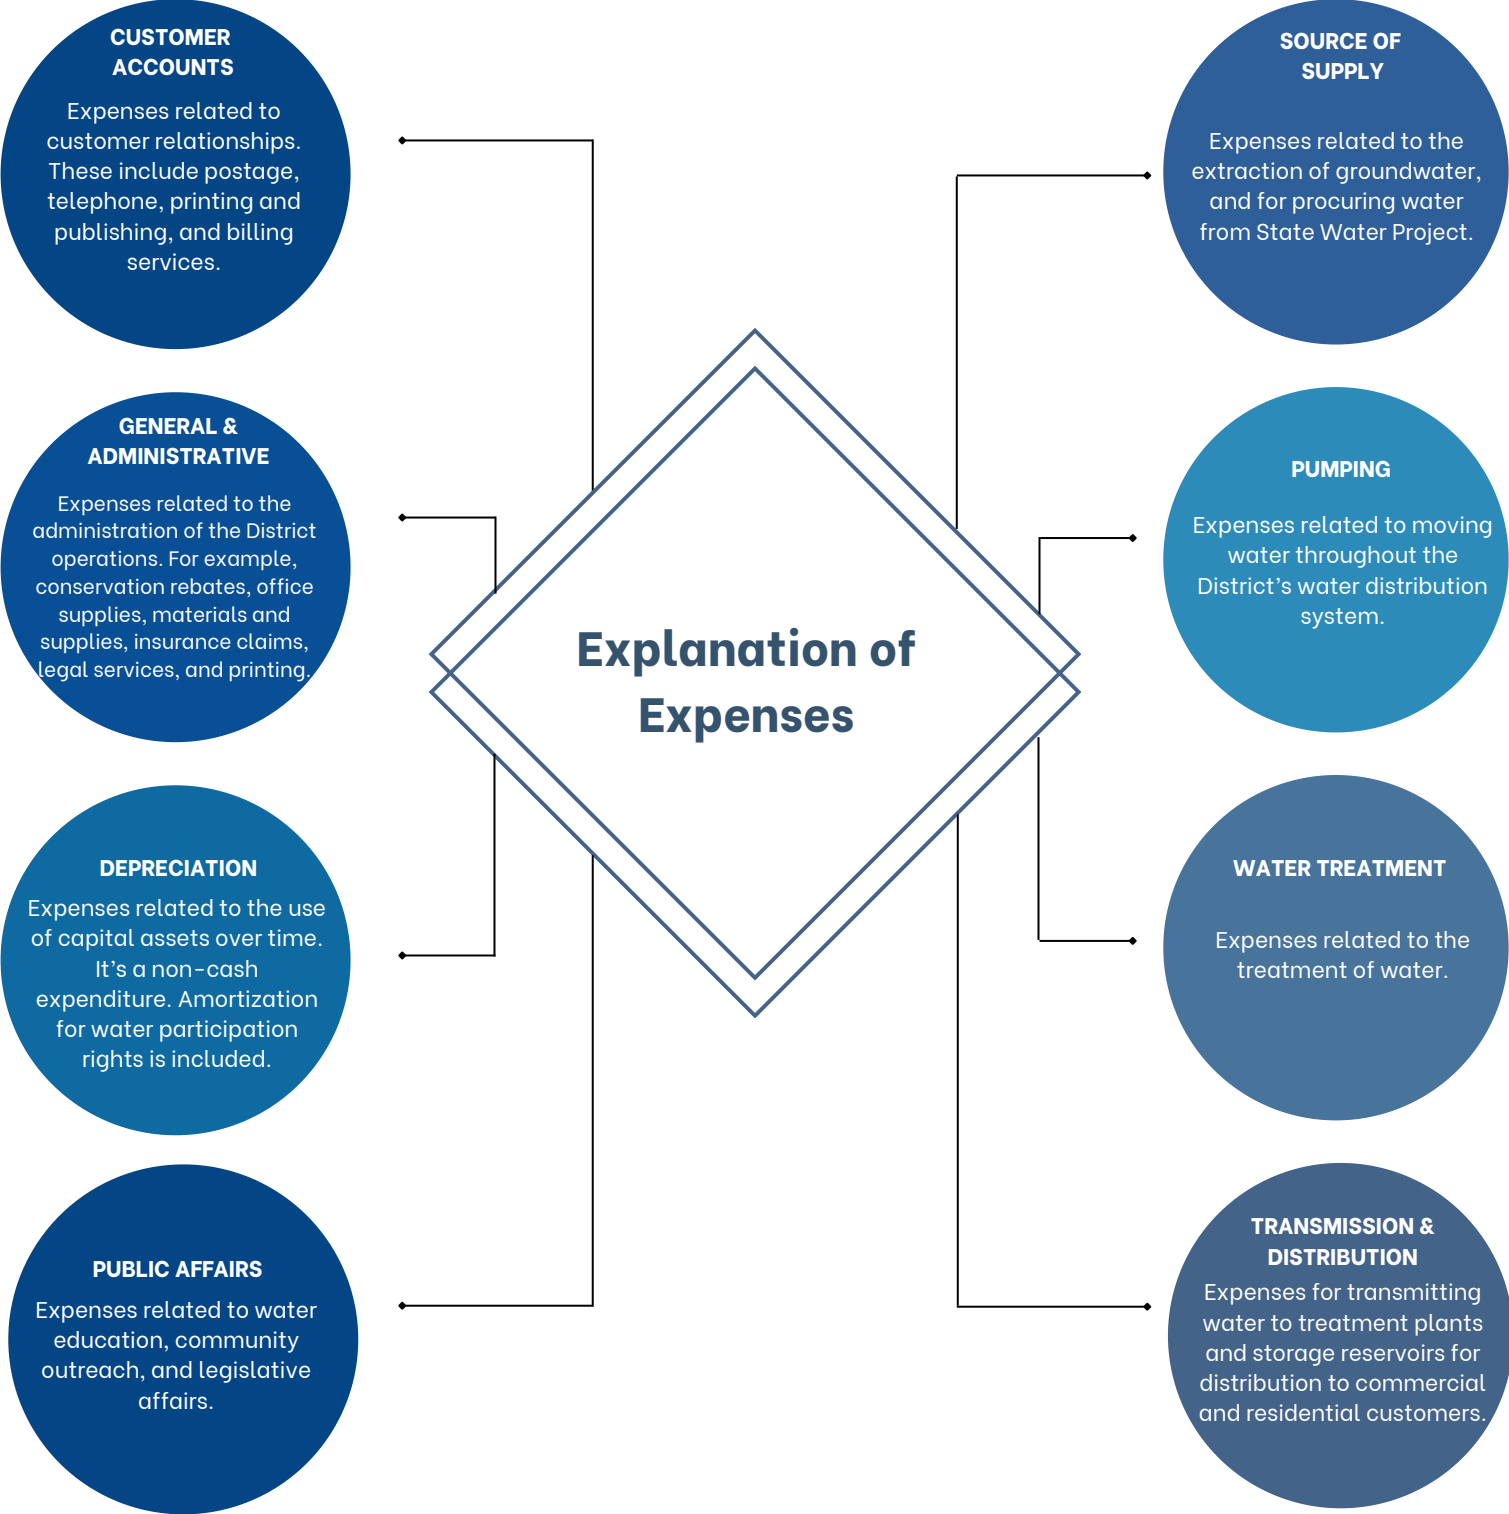 CUSTOMER
ACCOUNTS
Expenses related to
customer relationships.
These include postage,
telephone, printing and
publishing, and billing
services.
GENERAL &
ADMINISTRATIVE
Expenses related to the
administration of the District
operations. For example,
conservation rebates, office
supplies, materials and
supplies, insurance claims,
legal services, and printing.
DEPRECIATION
Expenses related to the use
of capital assets over time.
It’s a non-cash
expenditure. Amortization
for water participation
rights is included.
PUBLIC AFFAIRS
Expenses related to water
education, community
outreach, and legislative
affairs.
Explanation of
Expenses
SOURCE OF
SUPPLY
Expenses related to the
extraction of groundwater,
and for procuring water
from State Water Project.
PUMPING
Expenses related to moving
water throughout the
District’s water distribution
system.
WATER TREATMENT
Expenses related to the
treatment of water.
TRANSMISSION &
DISTRIBUTION
Expenses for transmitting
water to treatment plants
and storage reservoirs for
distribution to commercial
and residential customers.